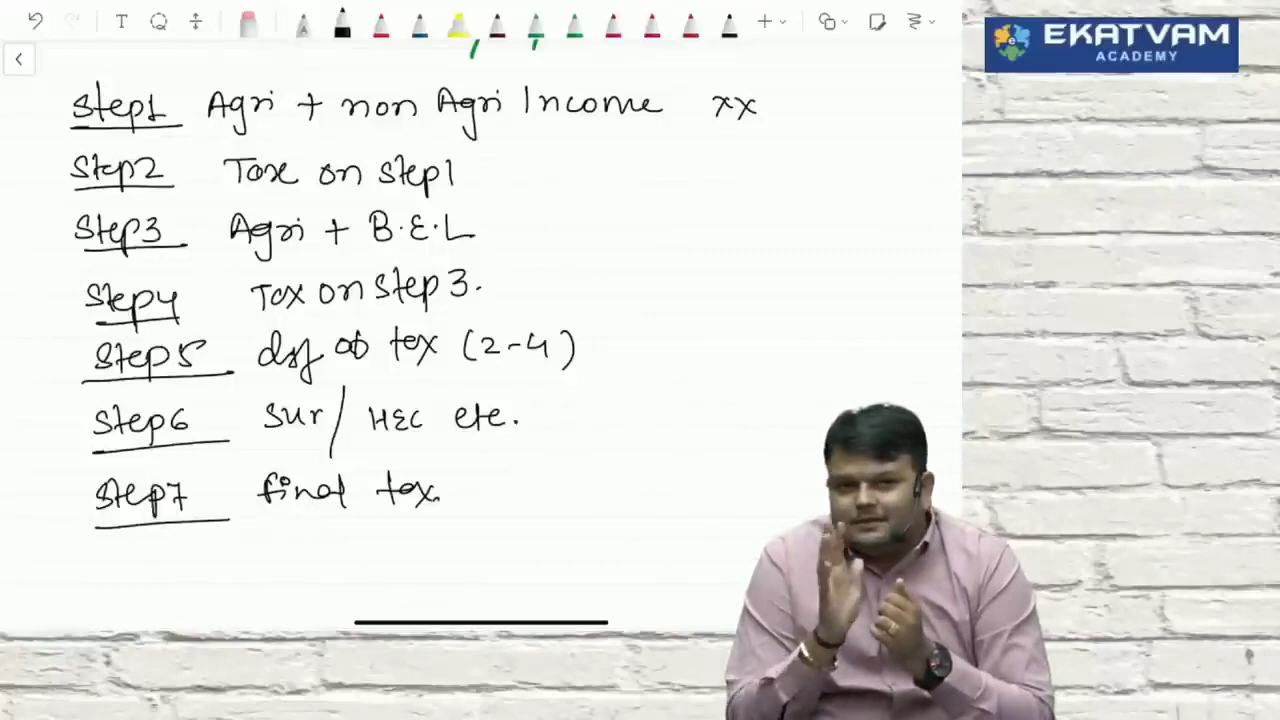 EKATVAM
ACADEMY
Step1 Agri + non Agri Income xx
Step2 Tax on Step1
Step3 Agri + B.E.L
Step4 Tax on Step 3.
Step5 dif of tax (2-4)
Step6 Sur/ HEC etc.
Step7 final tax.